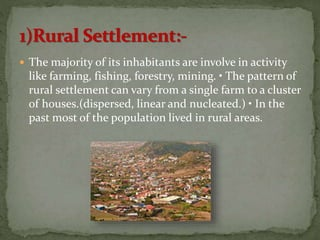 1)Rural Settlement:-
• The majority of its inhabitants are involve in activity
like farming, fishing, forestry, mining. • The pattern of
rural settlement can vary from a single farm to a cluster
of houses.(dispersed, linear and nucleated.) • In the
past most of the population lived in rural areas.